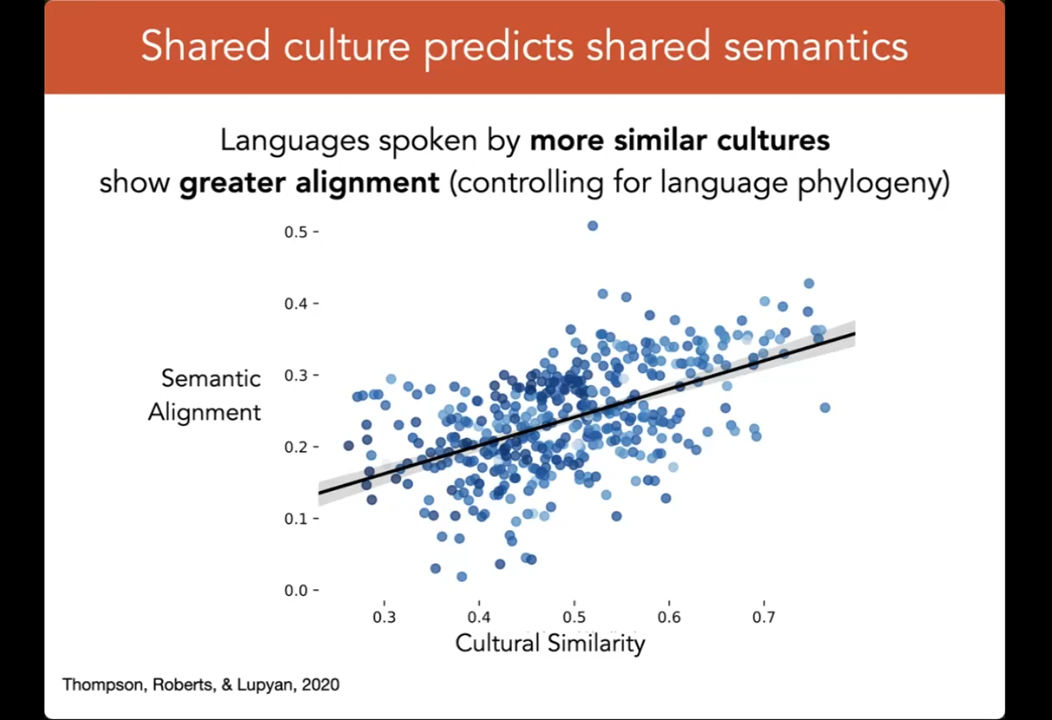 Shared culture predicts shared semantics
Languages spoken by more similar cultures
show greater alignment (controlling for language phylogeny)
0.5
0.4
0.3
0.2
0.1
0.0
Semantic
Alignment
0.3 0.4 0.5 0.6 0.7
Cultural Similarity
Thompson, Roberts, & Lupyan, 2020